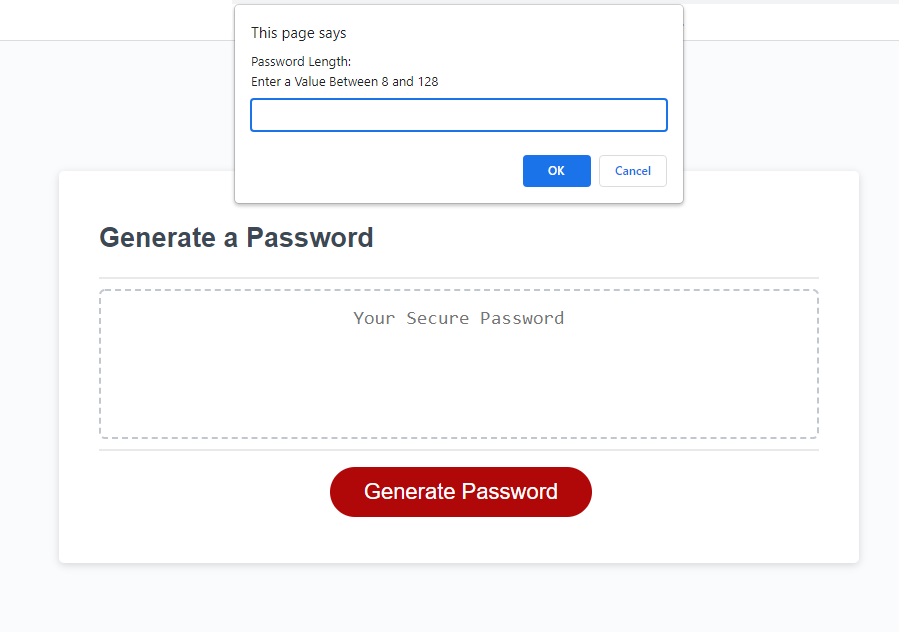 This page says
Password Length:
Enter a Value Between 8 and 128
OK
Cancel
Generate a Password
Your Secure Password
Generate Password